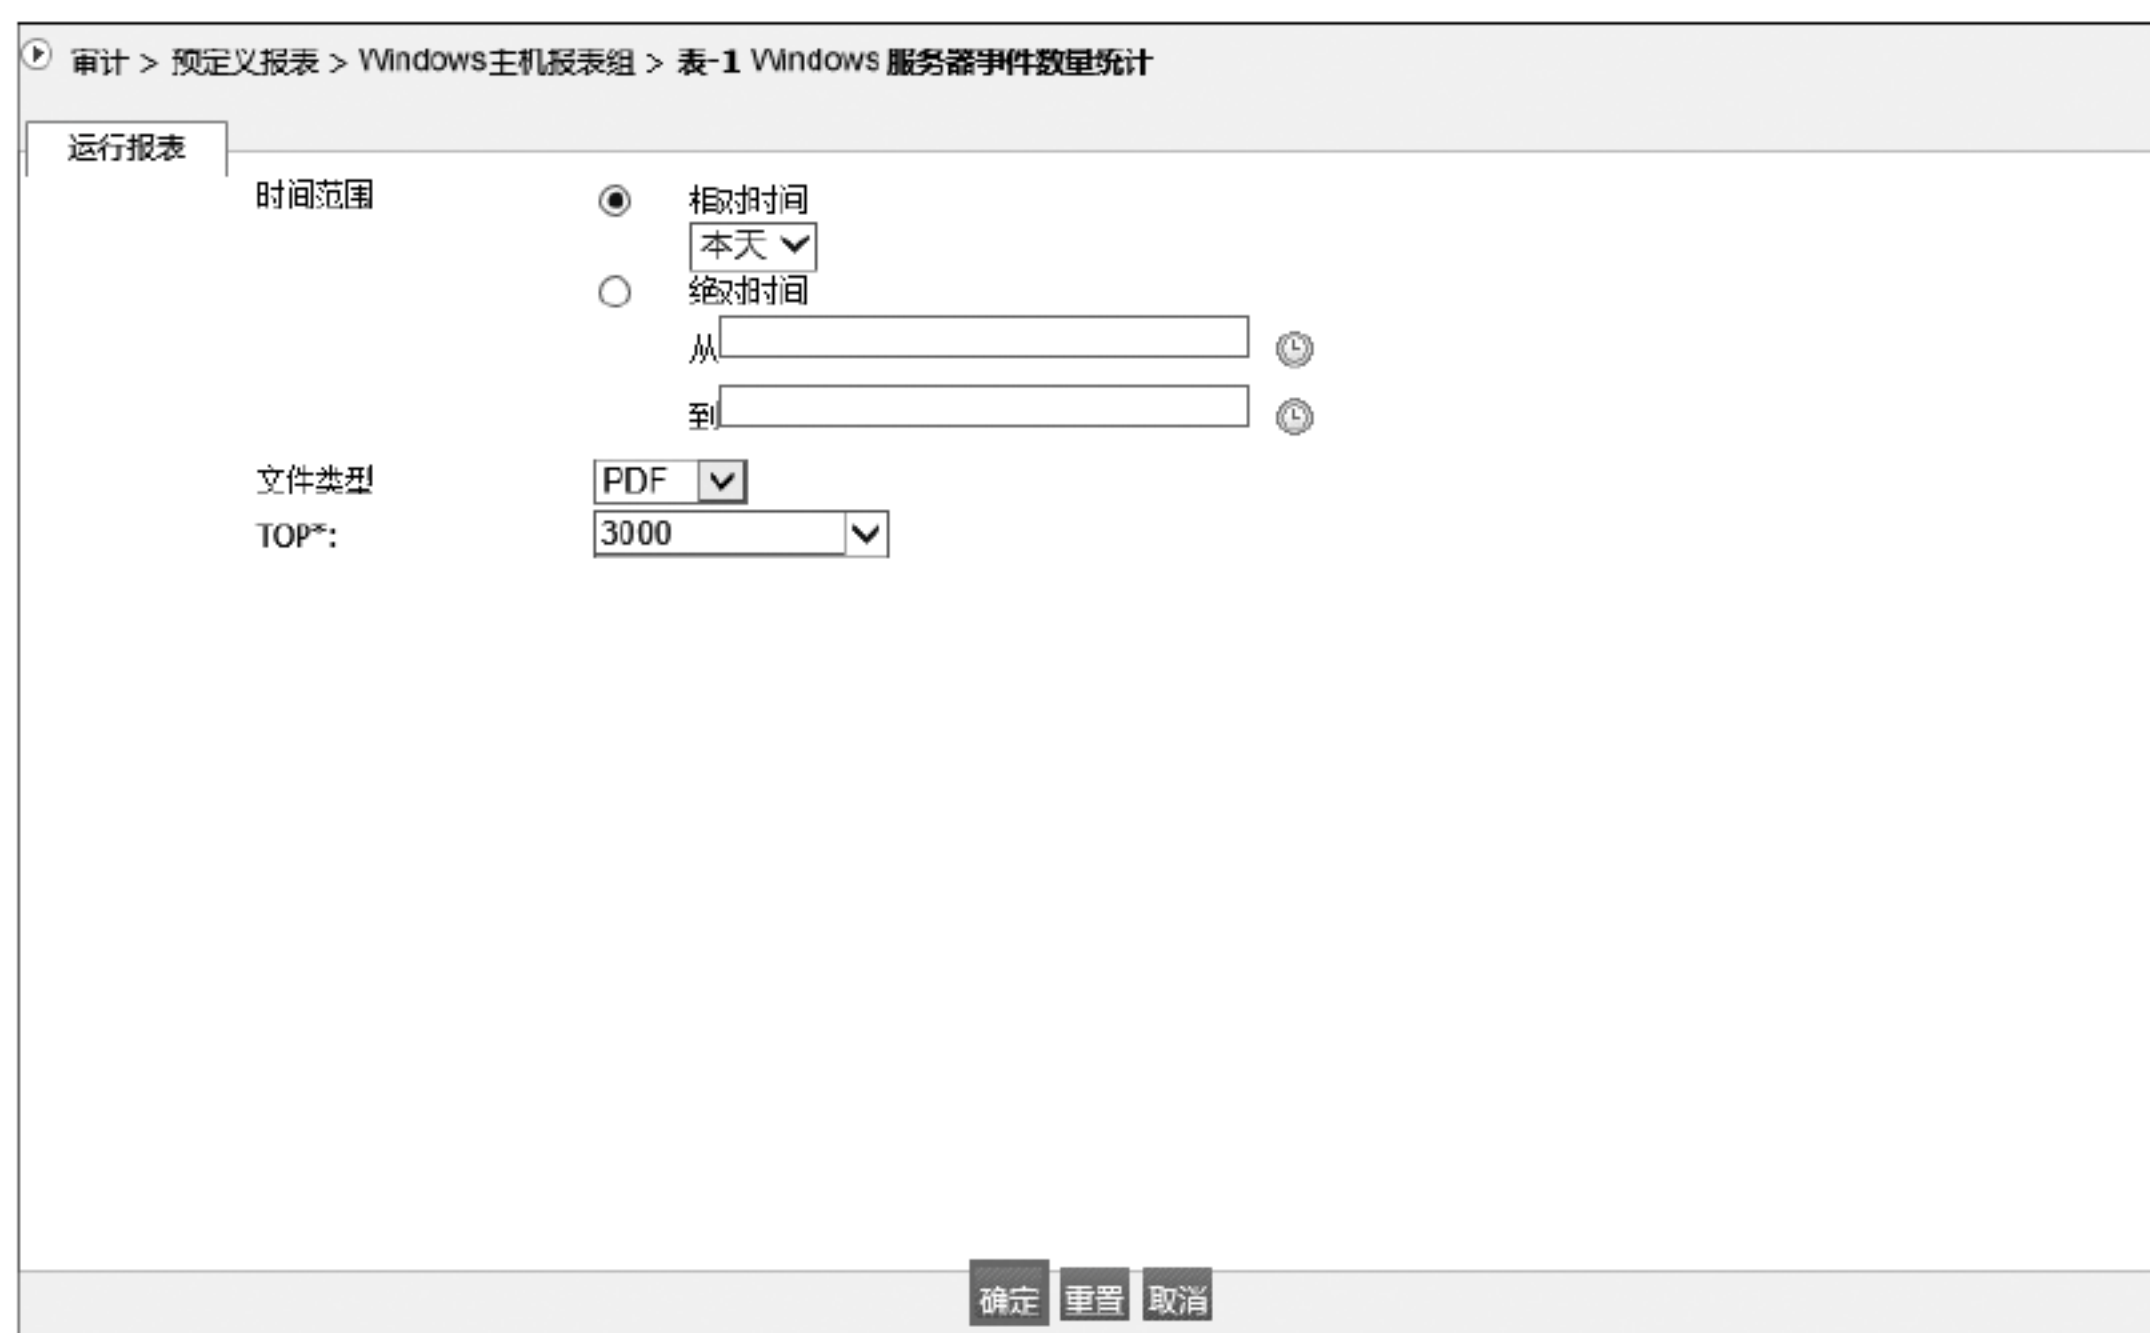 审计 > 预定义报表 > Windows主机报表组 > 表-1 Windows 服务器事件数量统计
运行报表
时间范围
相对时间
本天
绝对时间
从
到
文件类型 PDF
TOP*: 3000
确定 重置 取消